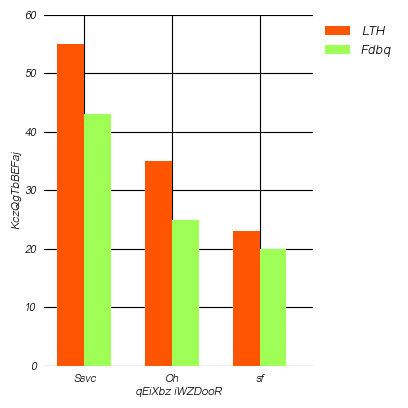 60
50
40
30
20
10
0
KczQgTbBEFaj
Ssvc
Oh
sf
qEiXbz iWZDooR
LTH
Fdbq